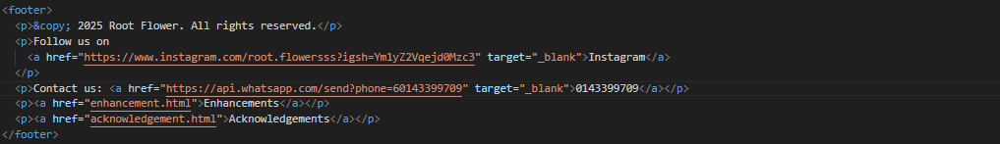 <footer>
  <p>&copy; 2025 Root Flower. All rights reserved.</p>
  <p>Follow us on
    <a href="https://www.instagram.com/root.flowersss?igsh=Ym1yZ2Vqejd0Mzc3" target="_blank">Instagram</a>
  </p>
  <p>Contact us: <a href="https://api.whatsapp.com/send?phone=60143399709" target="_blank">0143399709</a></p>
  <p><a href="enhancement.html">Enhancements</a></p>
  <p><a href="acknowledgement.html">Acknowledgements</a></p>
</footer>